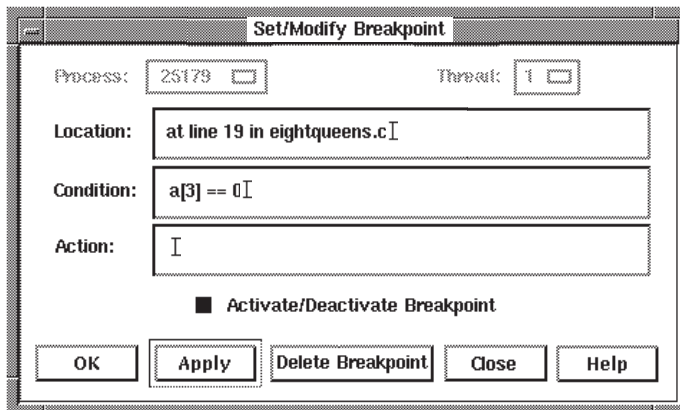 Set/Modify Breakpoint
Process: 25179 Thread: 1
Location: at line 19 in eightqueens.c
Condition: a[3] == 0
Action:
Activate/Deactivate Breakpoint
OK Apply Delete Breakpoint Close Help